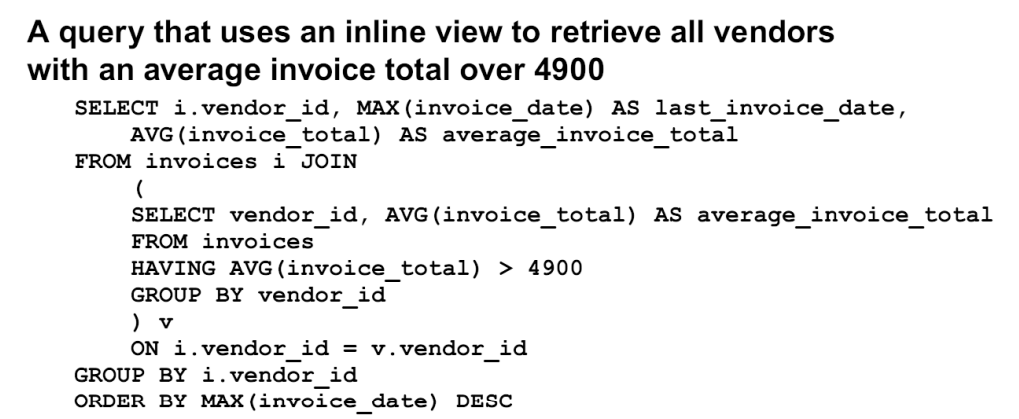 A query that uses an inline view to retrieve all vendors
with an average invoice total over 4900
SELECT i.vendor_id, MAX(invoice_date) AS last_invoice_date,
AVG(invoice_total) AS average_invoice_total
FROM invoices i JOIN
(
SELECT vendor_id, AVG(invoice_total) AS average_invoice_total
FROM invoices
HAVING AVG(invoice_total) > 4900
GROUP BY vendor_id
) v
ON i.vendor_id = v.vendor_id
GROUP BY i.vendor_id
ORDER BY MAX(invoice_date) DESC